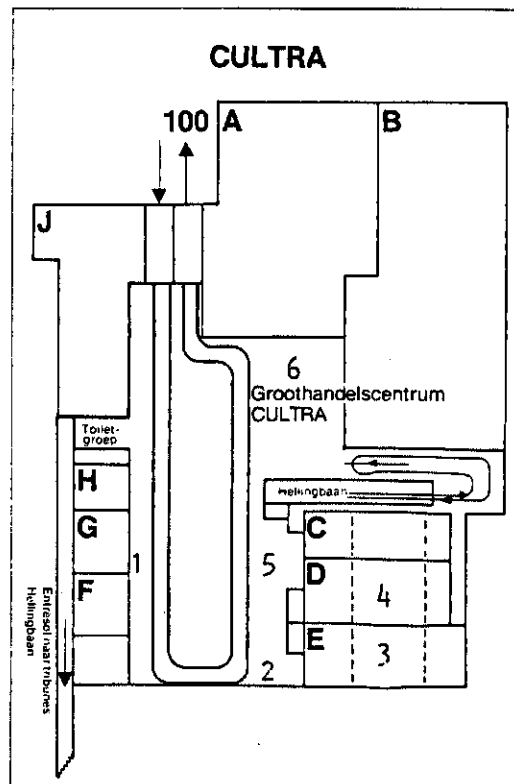 CULTRA
100 A
B
J
6
Groothandelscentrum
CULTRA
Toilet-
groep
Hellingbaan
H
C
G
1
5
D
4
F
E
3
2
Entresol naar tribunes
Hellingbaan